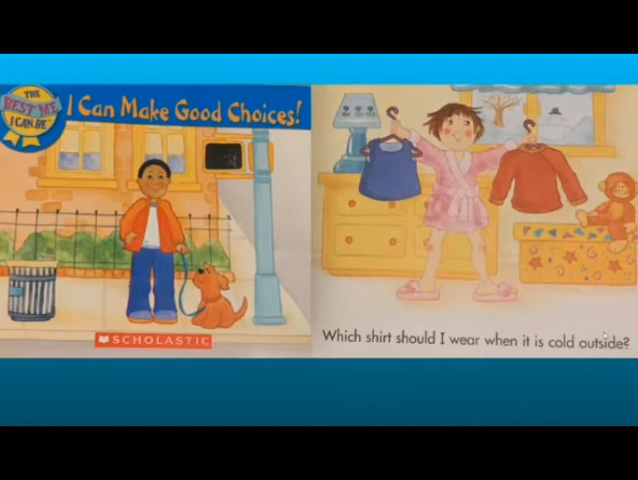 THE
BEST ME
I CAN BE
I Can Make Good Choices!
SCHOLASTIC
Which shirt should I wear when it is cold outside?